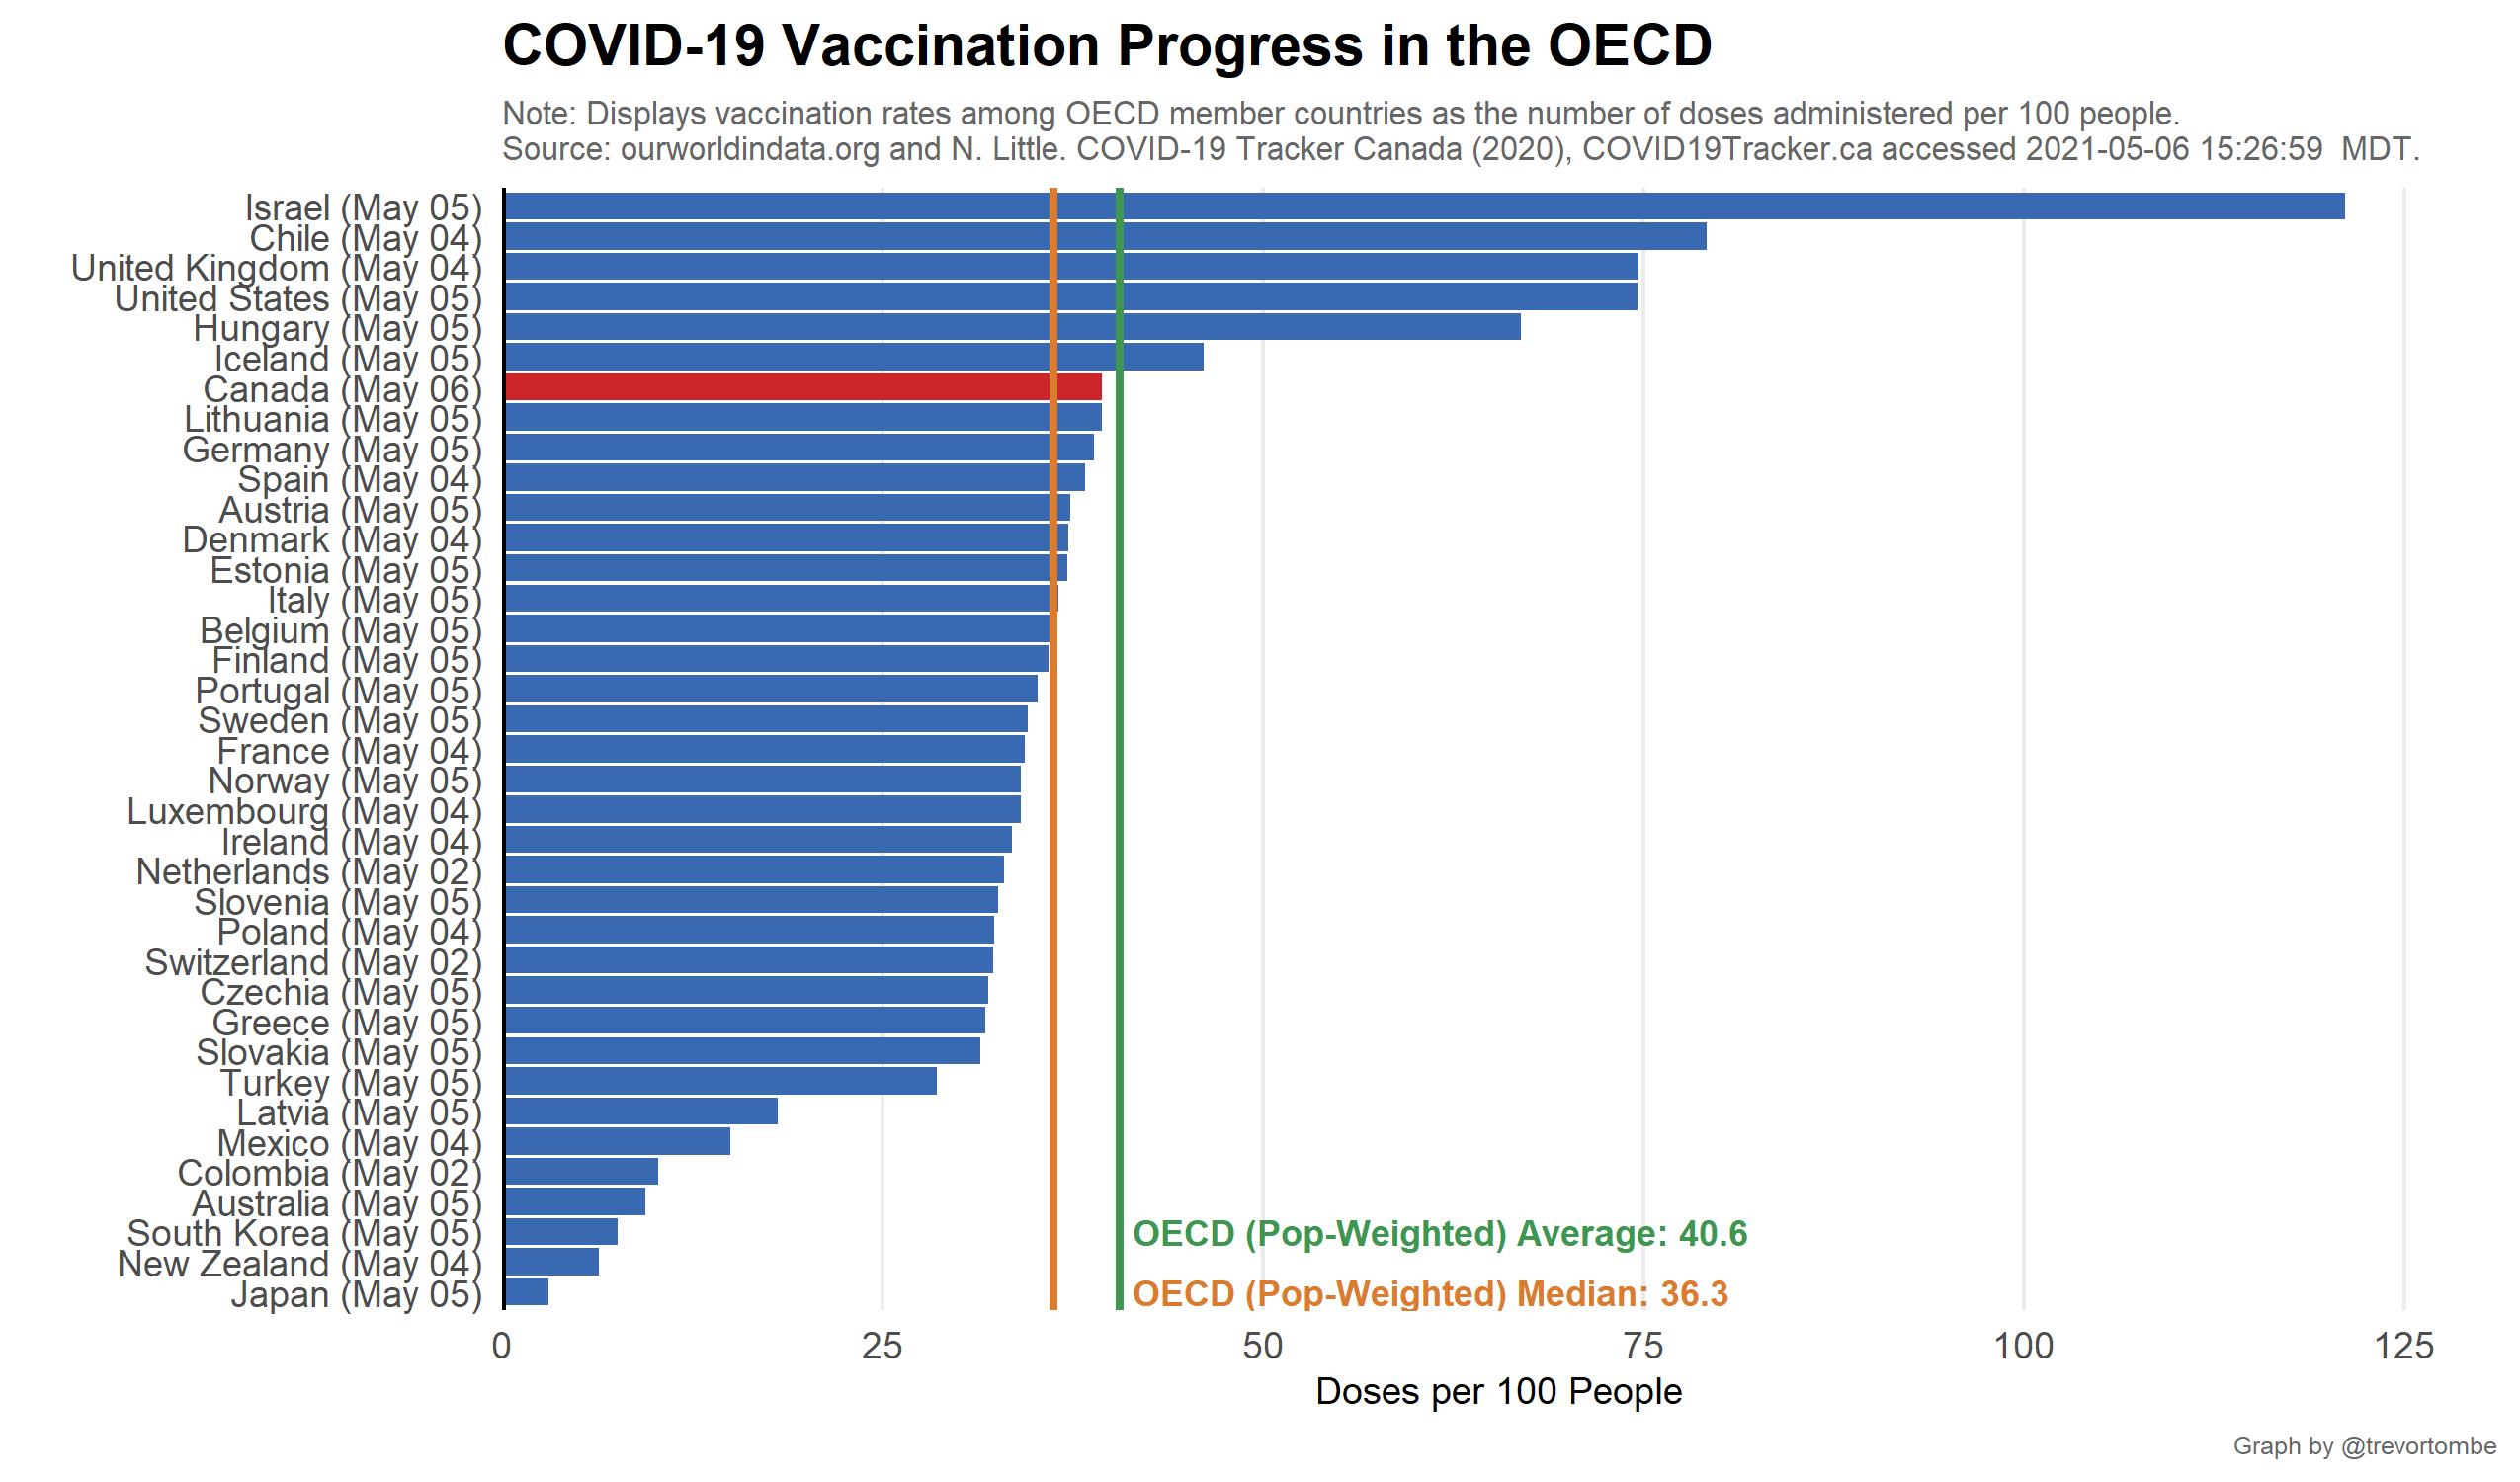 COVID-19 Vaccination Progress in the OECD
Note: Displays vaccination rates among OECD member countries as the number of doses administered per 100 people.
Source: ourworldindata.org and N. Little. COVID-19 Tracker Canada (2020), COVID19Tracker.ca accessed 2021-05-06 15:26:59  MDT.
Israel (May 05)
Chile (May 04)
United Kingdom (May 04)
United States (May 05)
Hungary (May 05)
Iceland (May 05)
Canada (May 06)
Lithuania (May 05)
Germany (May 05)
Spain (May 04)
Austria (May 05)
Denmark (May 04)
Estonia (May 05)
Italy (May 05)
Belgium (May 05)
Finland (May 05)
Portugal (May 05)
Sweden (May 05)
France (May 04)
Norway (May 05)
Luxembourg (May 04)
Ireland (May 04)
Netherlands (May 02)
Slovenia (May 05)
Poland (May 04)
Switzerland (May 02)
Czechia (May 05)
Greece (May 05)
Slovakia (May 05)
Turkey (May 05)
Latvia (May 05)
Mexico (May 04)
Colombia (May 02)
Australia (May 05)
South Korea (May 05)
New Zealand (May 04)
Japan (May 05)
OECD (Pop-Weighted) Average: 40.6
OECD (Pop-Weighted) Median: 36.3
0 25 50 75 100 125
Doses per 100 People
Graph by @trevortombe